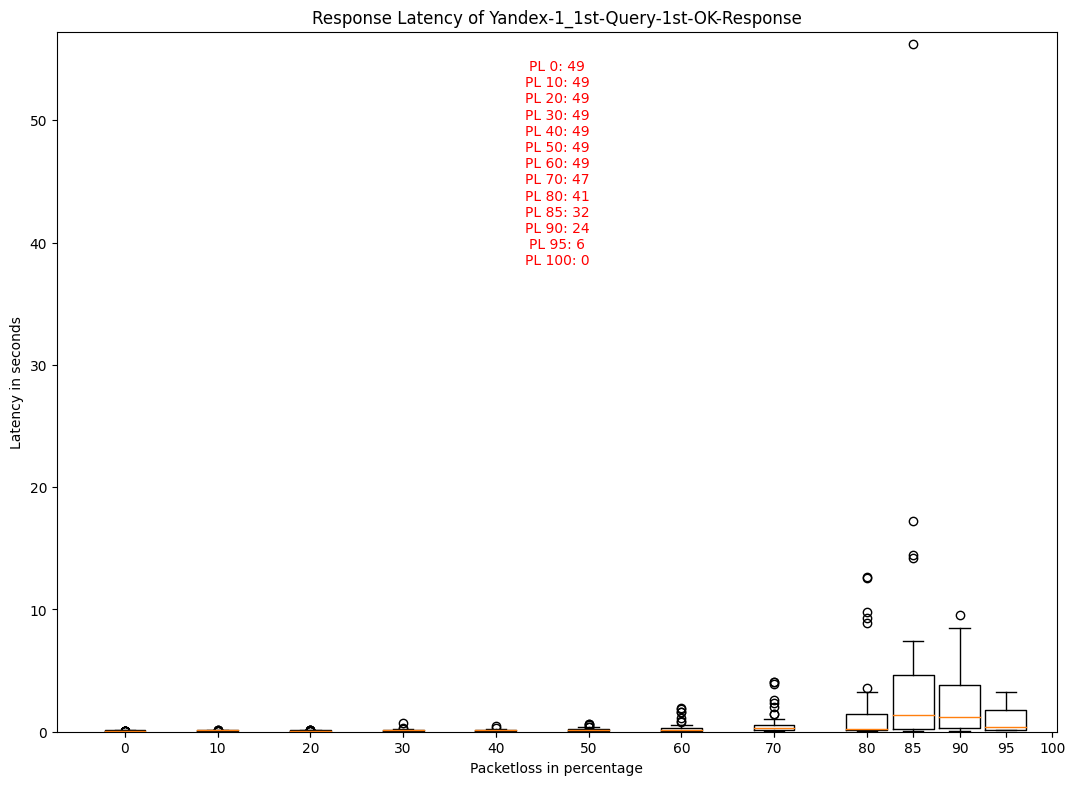 Response Latency of Yandex-1_1st-Query-1st-OK-Response
PL 0: 49
PL 10: 49
PL 20: 49
PL 30: 49
PL 40: 49
PL 50: 49
PL 60: 49
PL 70: 47
PL 80: 41
PL 85: 32
PL 90: 24
PL 95: 6
PL 100: 0
Latency in seconds
50
40
30
20
10
0
0 10 20 30 40 50 60 70 80 85 90 95 100
Packetloss in percentage